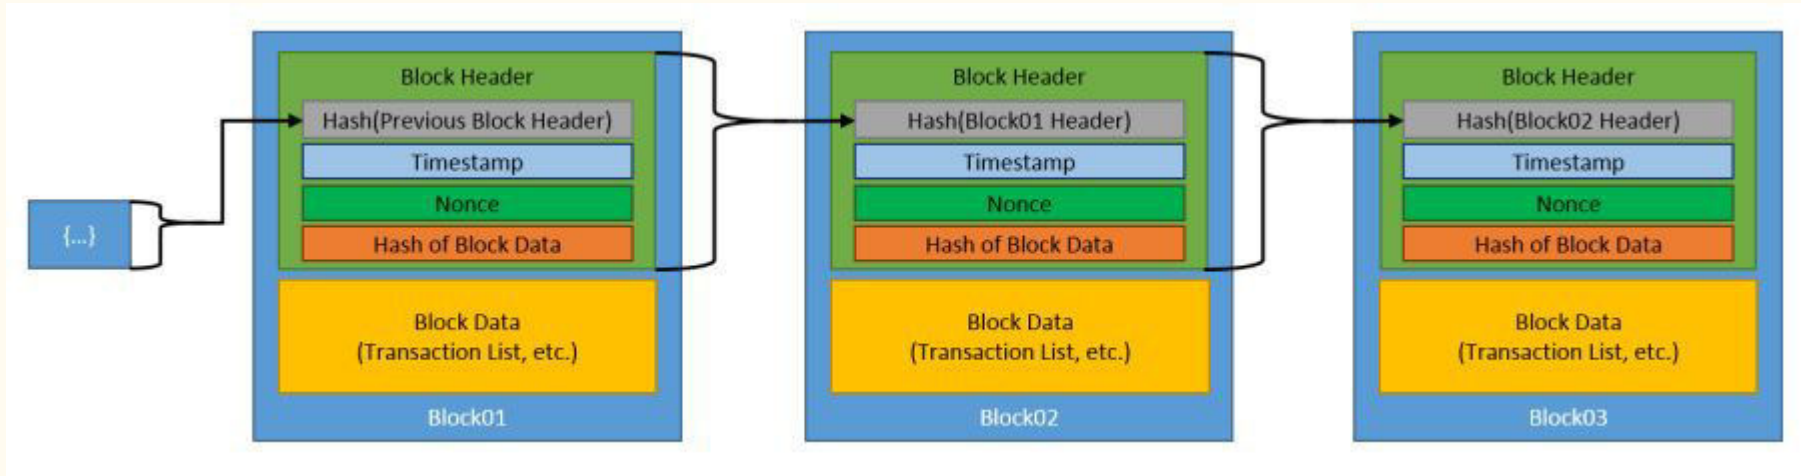 {...}
Block Header
Hash(Previous Block Header)
Timestamp
Nonce
Hash of Block Data
Block Data
(Transaction List, etc.)
Block01
Block Header
Hash(Block01 Header)
Timestamp
Nonce
Hash of Block Data
Block Data
(Transaction List, etc.)
Block02
Block Header
Hash(Block02 Header)
Timestamp
Nonce
Hash of Block Data
Block Data
(Transaction List, etc.)
Block03